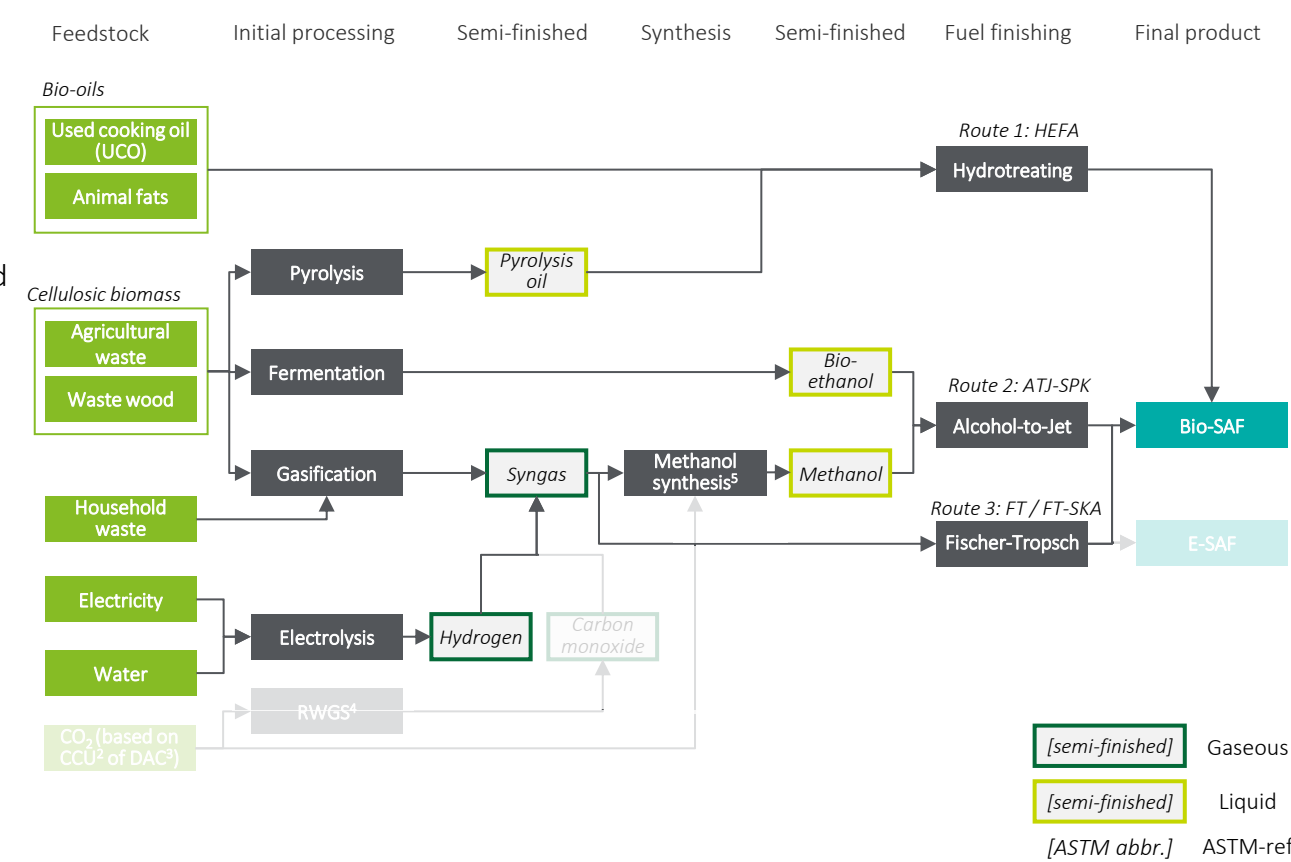 Feedstock
Initial processing
Semi-finished
Synthesis
Semi-finished
Fuel finishing
Final product
Bio-oils
Used cooking oil
(UCO)
Animal fats
Route 1: HEFA
Hydrotreating
d
Cellulosic biomass
Pyrolysis
Pyrolysis
oil
Agricultural
waste
Waste wood
Fermentation
Bio-
ethanol
Route 2: ATJ-SPK
Alcohol-to-Jet
Bio-SAF
Gasification
Syngas
Methanol
synthesis⁵
Methanol
Household
waste
Route 3: FT / FT-SKA
Fischer-Tropsch
E-SAF
Electricity
Water
Electrolysis
Hydrogen
Carbon
monoxide
RWGS⁴
CO₂ (based on
CCU² of DAC³)
[semi-finished] Gaseous
[semi-finished] Liquid
[ASTM abbr.] ASTM-ref